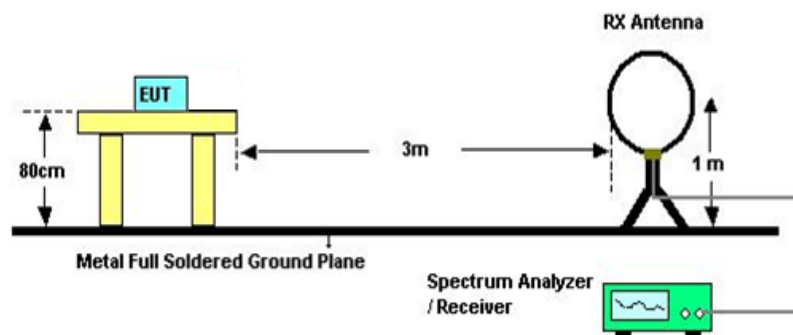 RX Antenna
EUT
80cm
3m
1 m
Metal Full Soldered Ground Plane
Spectrum Analyzer
/ Receiver